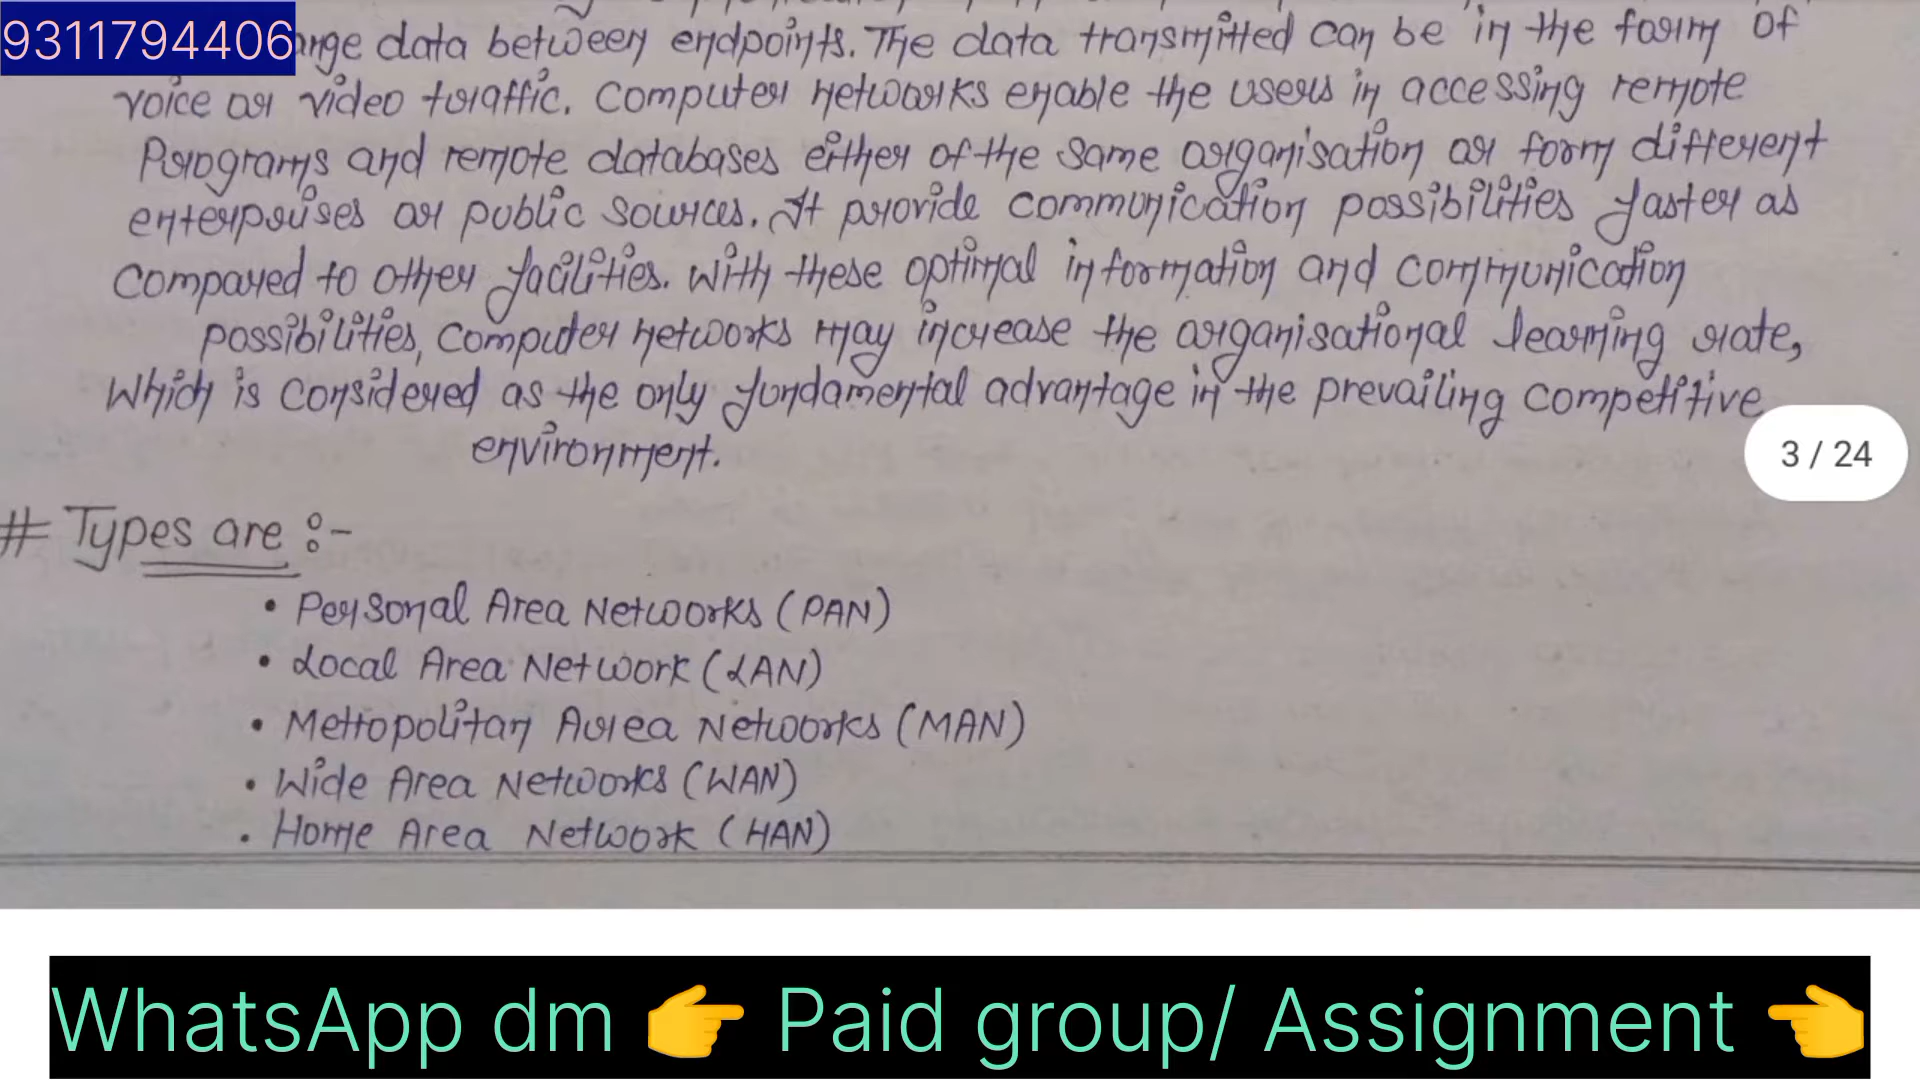 9311794406
ange data between endpoints. The data transmitted can be in the form of
voice or video traffic. Computer networks enable the users in accessing remote
Programs and remote databases either of the same organisation or form different
enterprises or public sources. It provide communication possibilities faster as
compared to other facilities. With these optimal information and communication
possibilities, Computer networks may increase the organisational learning rate,
Which is considered as the only fundamental advantage in the prevailing competitive
environment.
3 / 24
# Types are :-
• Personal Area Networks (PAN)
• Local Area Network (LAN)
• Metropolitan Area Networks (MAN)
• Wide Area Networks (WAN)
• Home Area Network (HAN)
WhatsApp dm 👉 Paid group/ Assignment 👈